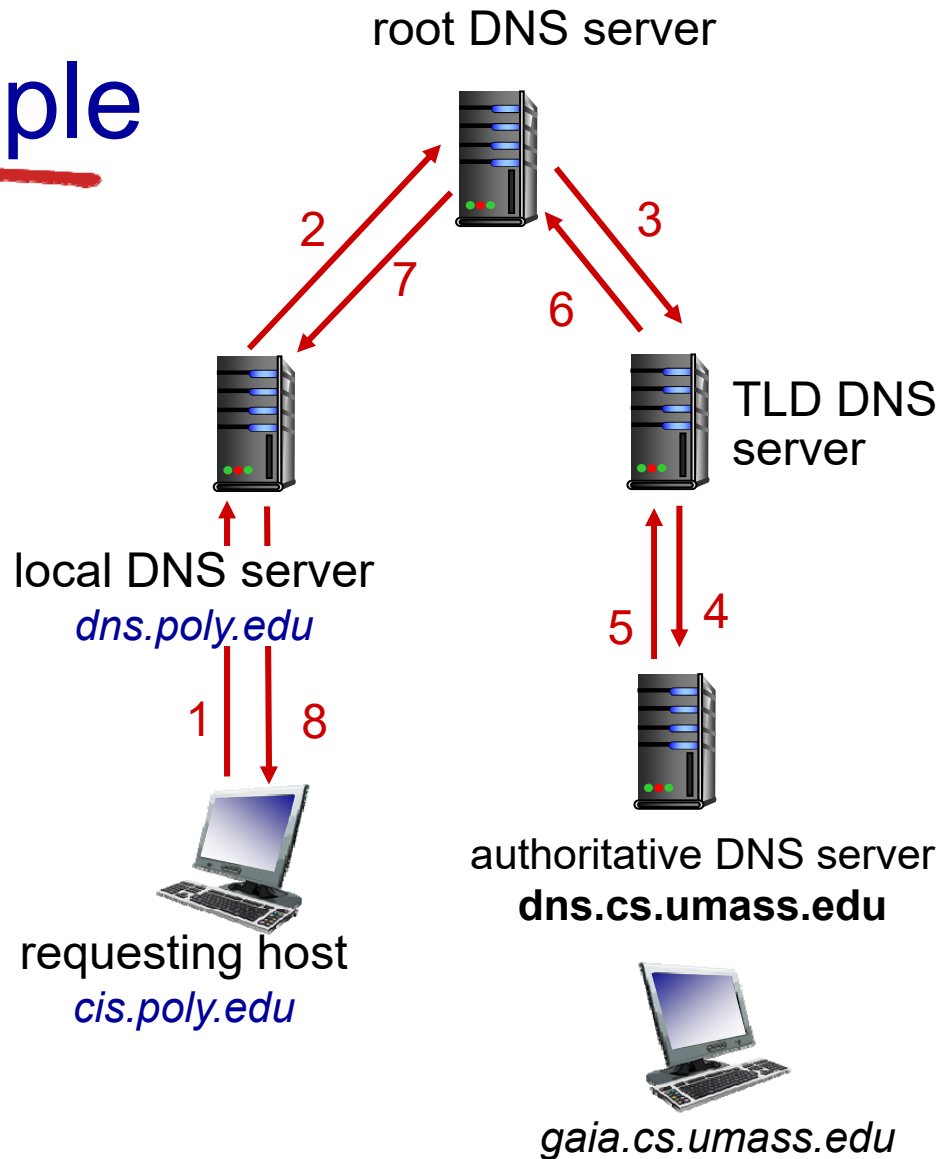 root DNS server
ple
2
3
7
6
TLD DNS
server
local DNS server
dns.poly.edu
5
4
1
8
authoritative DNS server
dns.cs.umass.edu
requesting host
cis.poly.edu
gaia.cs.umass.edu